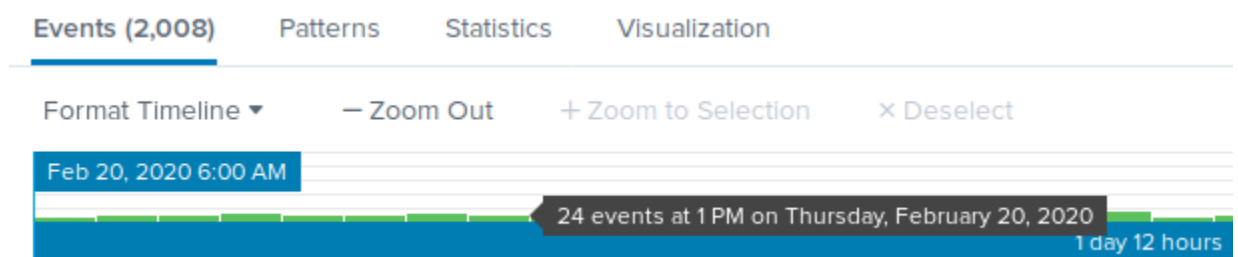 Events (2,008) Patterns Statistics Visualization
Format Timeline ▾ — Zoom Out + Zoom to Selection × Deselect
Feb 20, 2020 6:00 AM
24 events at 1 PM on Thursday, February 20, 2020
1 day 12 hours